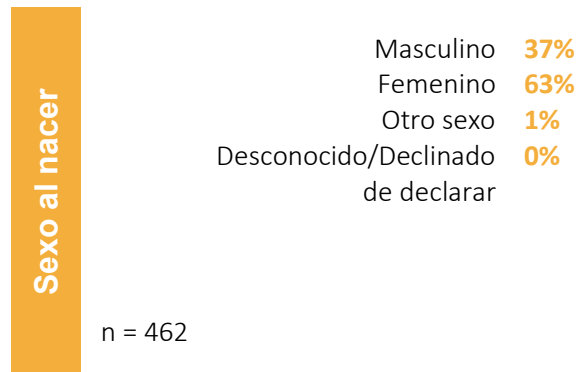 Sexo al nacer
Masculino 37%
Femenino 63%
Otro sexo 1%
Desconocido/Declinado 0%
de declarar
n = 462